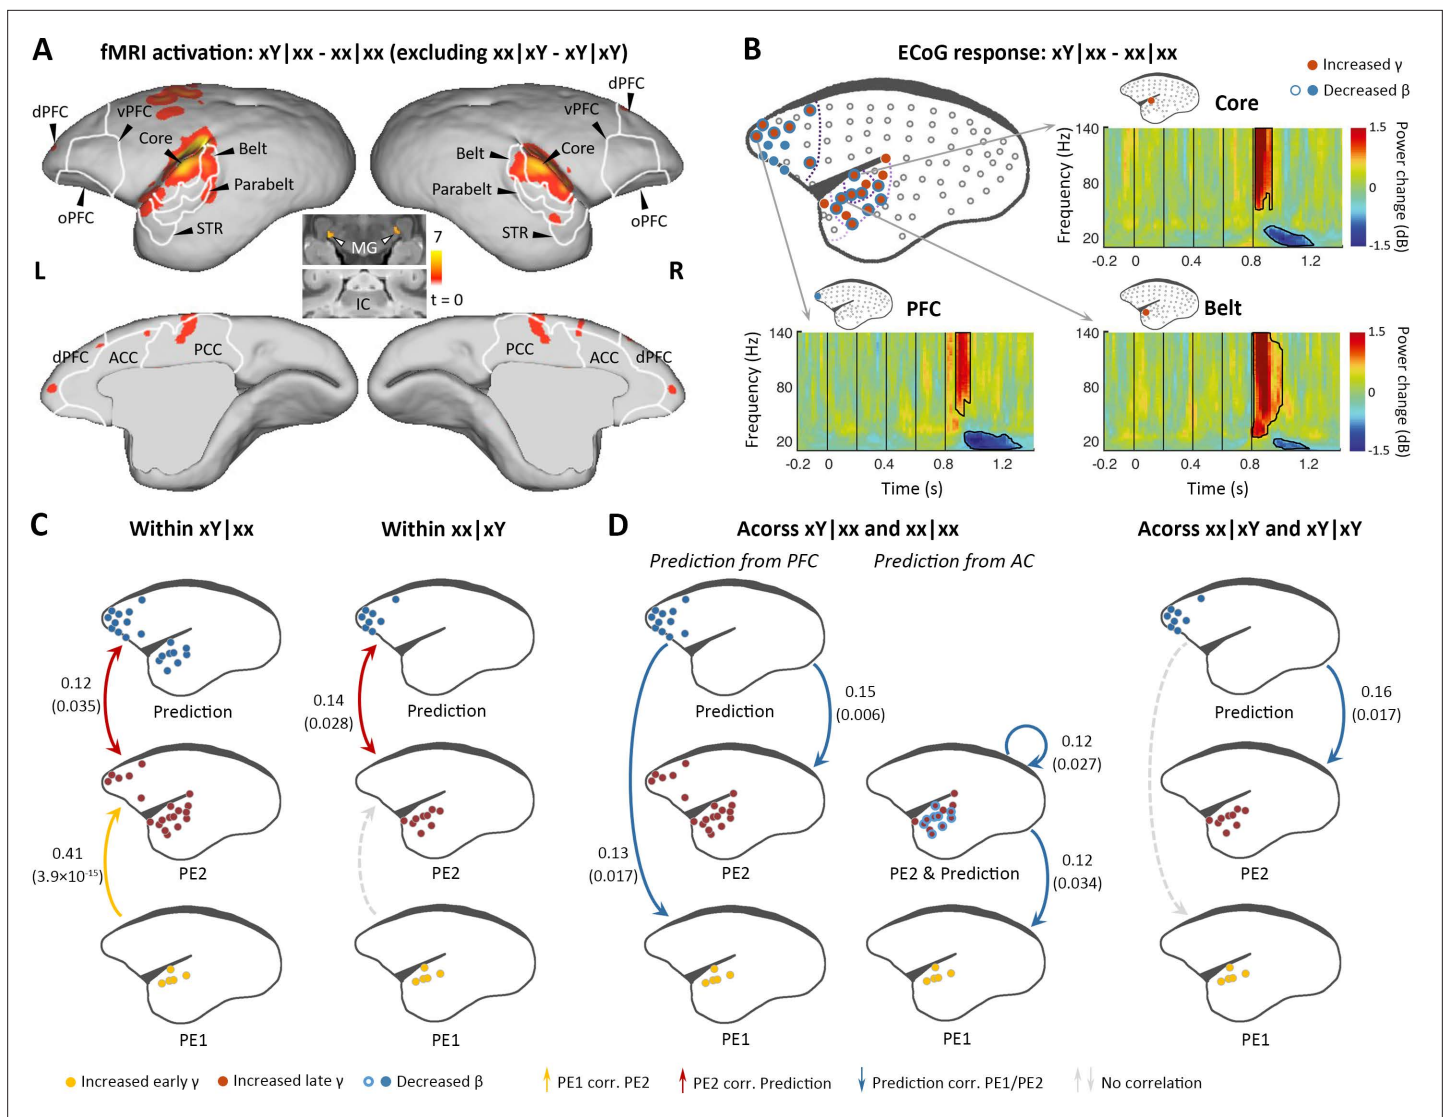 A
fMRI activation: xY|xx - xx|xx (excluding xx|xY - xY|xY)
dPFC
vPFC
Core
Belt
Parabelt
oPFC
STR
dPFC
vPFC
Belt
Core
Parabelt
oPFC
STR
MG
IC
7
t = 0
L
R
dPFC
ACC
PCC
PCC
ACC
dPFC
B
ECoG response: xY|xx - xx|xx
Increased γ
Decreased β
Core
Frequency (Hz)
140
80
20
-0.2 0 0.4 0.8 1.2
1.5
0
-1.5
Power change (dB)
PFC
Frequency (Hz)
140
80
20
-0.2 0 0.4 0.8 1.2
Time (s)
Belt
140
80
20
-0.2 0 0.4 0.8 1.2
Time (s)
1.5
0
-1.5
Power change (dB)
C
Within xY|xx
Within xx|xY
Prediction
0.12
(0.035)
PE2
0.41
(3.9×10⁻¹⁵)
PE1
Prediction
0.14
(0.028)
PE2
PE1
D
Acorss xY|xx and xx|xx
Acorss xx|xY and xY|xY
Prediction from PFC
Prediction from AC
Prediction
0.15
(0.006)
PE2
0.13
(0.017)
PE1
0.12
(0.027)
PE2 & Prediction
0.12
(0.034)
PE1
Prediction
0.16
(0.017)
PE2
PE1
Increased early γ
Increased late γ
Decreased β
PE1 corr. PE2
PE2 corr. Prediction
Prediction corr. PE1/PE2
No correlation